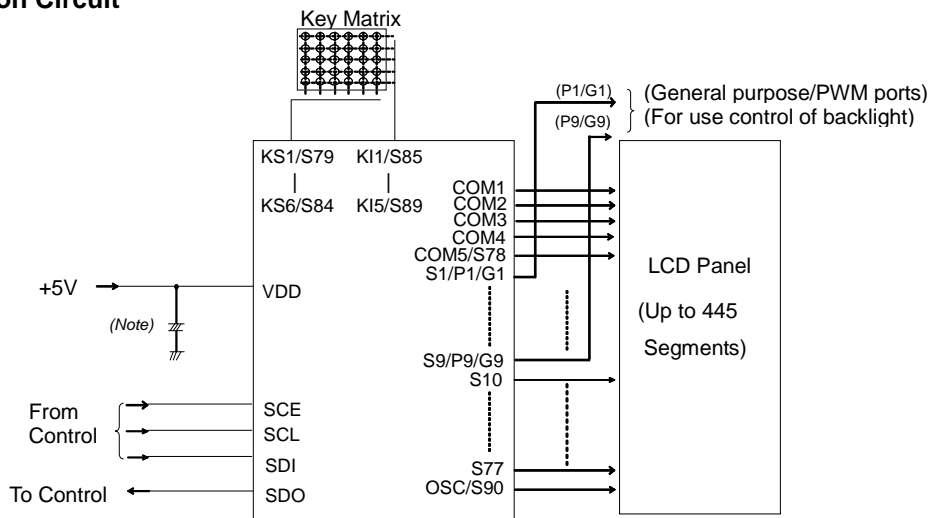 on Circuit
Key Matrix
(P1/G1)
(General purpose/PWM ports)
(P9/G9)
(For use control of backlight)
KS1/S79 KI1/S85
KS6/S84 KI5/S89
COM1
COM2
COM3
COM4
COM5/S78
S1/P1/G1
LCD Panel
(Up to 445
Segments)
+5V
VDD
(Note)
S9/P9/G9
S10
From
Control
SCE
SCL
SDI
S77
OSC/S90
To Control
SDO